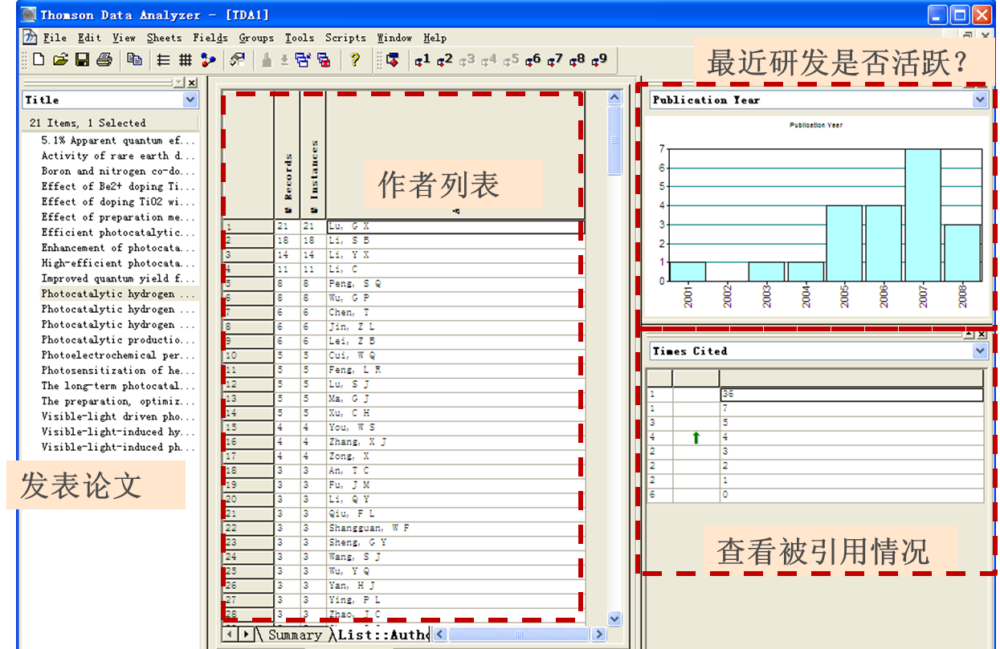 Thomson Data Analyzer - [TDA1]
File Edit View Sheets Fields Groups Tools Scripts Window Help
1 2 3 4 5 6 7 8 9
最近研发是否活跃？
Title
21 Items, 1 Selected
5.1% Apparent quantum ef...
Activity of rare earth d...
Boron and nitrogen co-do...
Effect of Be2+ doping Ti...
Effect of doping TiO2 wi...
Effect of preparation me...
Efficient photocatalytic...
Enhancement of photocata...
High-efficient photocata...
Improved quantum yield f...
Photocatalytic hydrogen ...
Photocatalytic hydrogen ...
Photocatalytic hydrogen ...
Photocatalytic productio...
Photoelectrochemical per...
Photosensitization of he...
The long-term photocatal...
The preparation, optimiz...
Visible-light driven pho...
Visible-light-induced hy...
Visible-light-induced ph...
发表论文
# Records
# Instances
作者列表
1 21 21 Lu, G X
2 18 18 Li, S B
3 14 14 Li, Y X
4 11 11 Li, C
5 8 8 Peng, S Q
6 8 8 Wu, G P
7 6 6 Chen, T
8 6 6 Jin, Z L
9 6 6 Lei, Z B
10 5 5 Cui, W Q
11 5 5 Feng, L R
12 5 5 Lu, S J
13 5 5 Ma, G J
14 5 5 Xu, C H
15 4 4 You, W S
16 4 4 Zhang, X J
17 4 4 Zong, X
18 3 3 An, T C
19 3 3 Fu, J M
20 3 3 Li, Q Y
21 3 3 Qiu, F L
22 3 3 Shangguan, W F
23 3 3 Sheng, G Y
24 3 3 Wang, S J
25 3 3 Wu, Y Q
26 3 3 Yan, H J
27 3 3 Ying, P L
28 3 3 Zhao, J C
Summary List::Autho
Publication Year
Publication Year
7
6
5
4
3
2
1
0
2001 2002 2003 2004 2005 2006 2007 2008
Times Cited
1 36
1 7
3 5
4 4
2 3
2 2
2 1
6 0
查看被引用情况